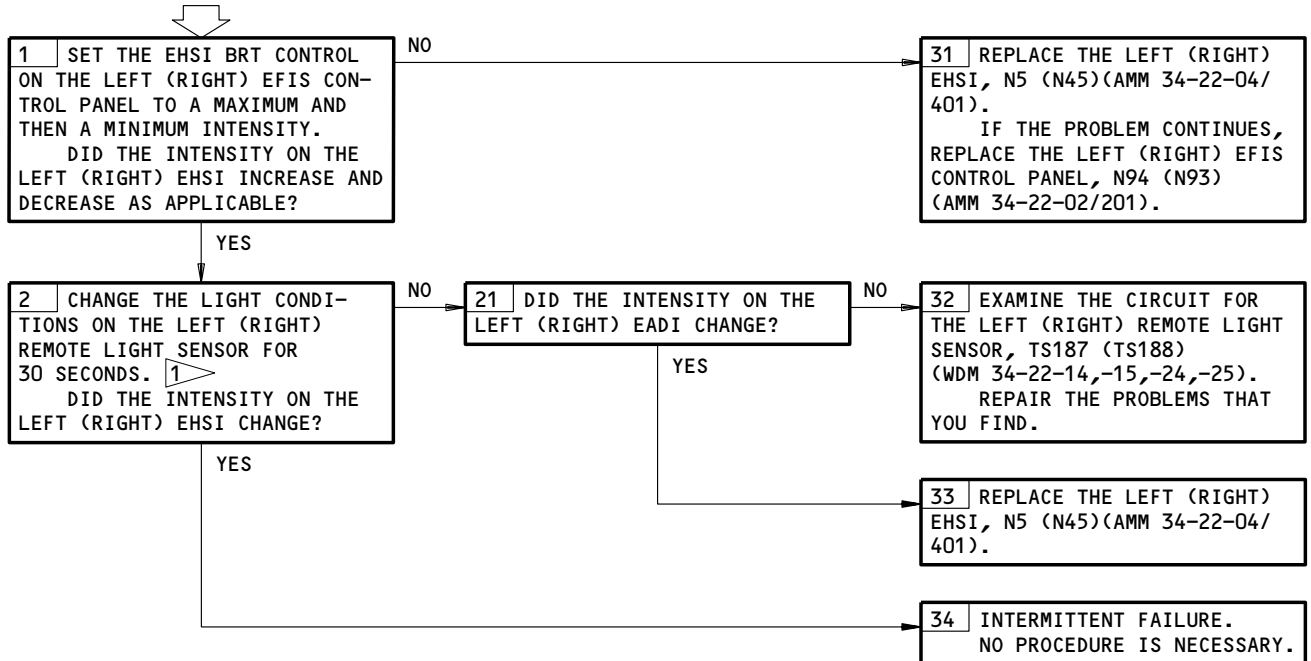 1 SET THE EHSI BRT CONTROL
ON THE LEFT (RIGHT) EFIS CON-
TROL PANEL TO A MAXIMUM AND
THEN A MINIMUM INTENSITY.
DID THE INTENSITY ON THE
LEFT (RIGHT) EHSI INCREASE AND
DECREASE AS APPLICABLE?
NO
31 REPLACE THE LEFT (RIGHT)
EHSI, N5 (N45)(AMM 34-22-04/
401).
IF THE PROBLEM CONTINUES,
REPLACE THE LEFT (RIGHT) EFIS
CONTROL PANEL, N94 (N93)
(AMM 34-22-02/201).
YES
2 CHANGE THE LIGHT CONDI-
TIONS ON THE LEFT (RIGHT)
REMOTE LIGHT SENSOR FOR
30 SECONDS. 1
DID THE INTENSITY ON THE
LEFT (RIGHT) EHSI CHANGE?
NO
21 DID THE INTENSITY ON THE
LEFT (RIGHT) EADI CHANGE?
NO
32 EXAMINE THE CIRCUIT FOR
THE LEFT (RIGHT) REMOTE LIGHT
SENSOR, TS187 (TS188)
(WDM 34-22-14,-15,-24,-25).
REPAIR THE PROBLEMS THAT
YOU FIND.
YES
YES
33 REPLACE THE LEFT (RIGHT)
EHSI, N5 (N45)(AMM 34-22-04/
401).
34 INTERMITTENT FAILURE.
NO PROCEDURE IS NECESSARY.